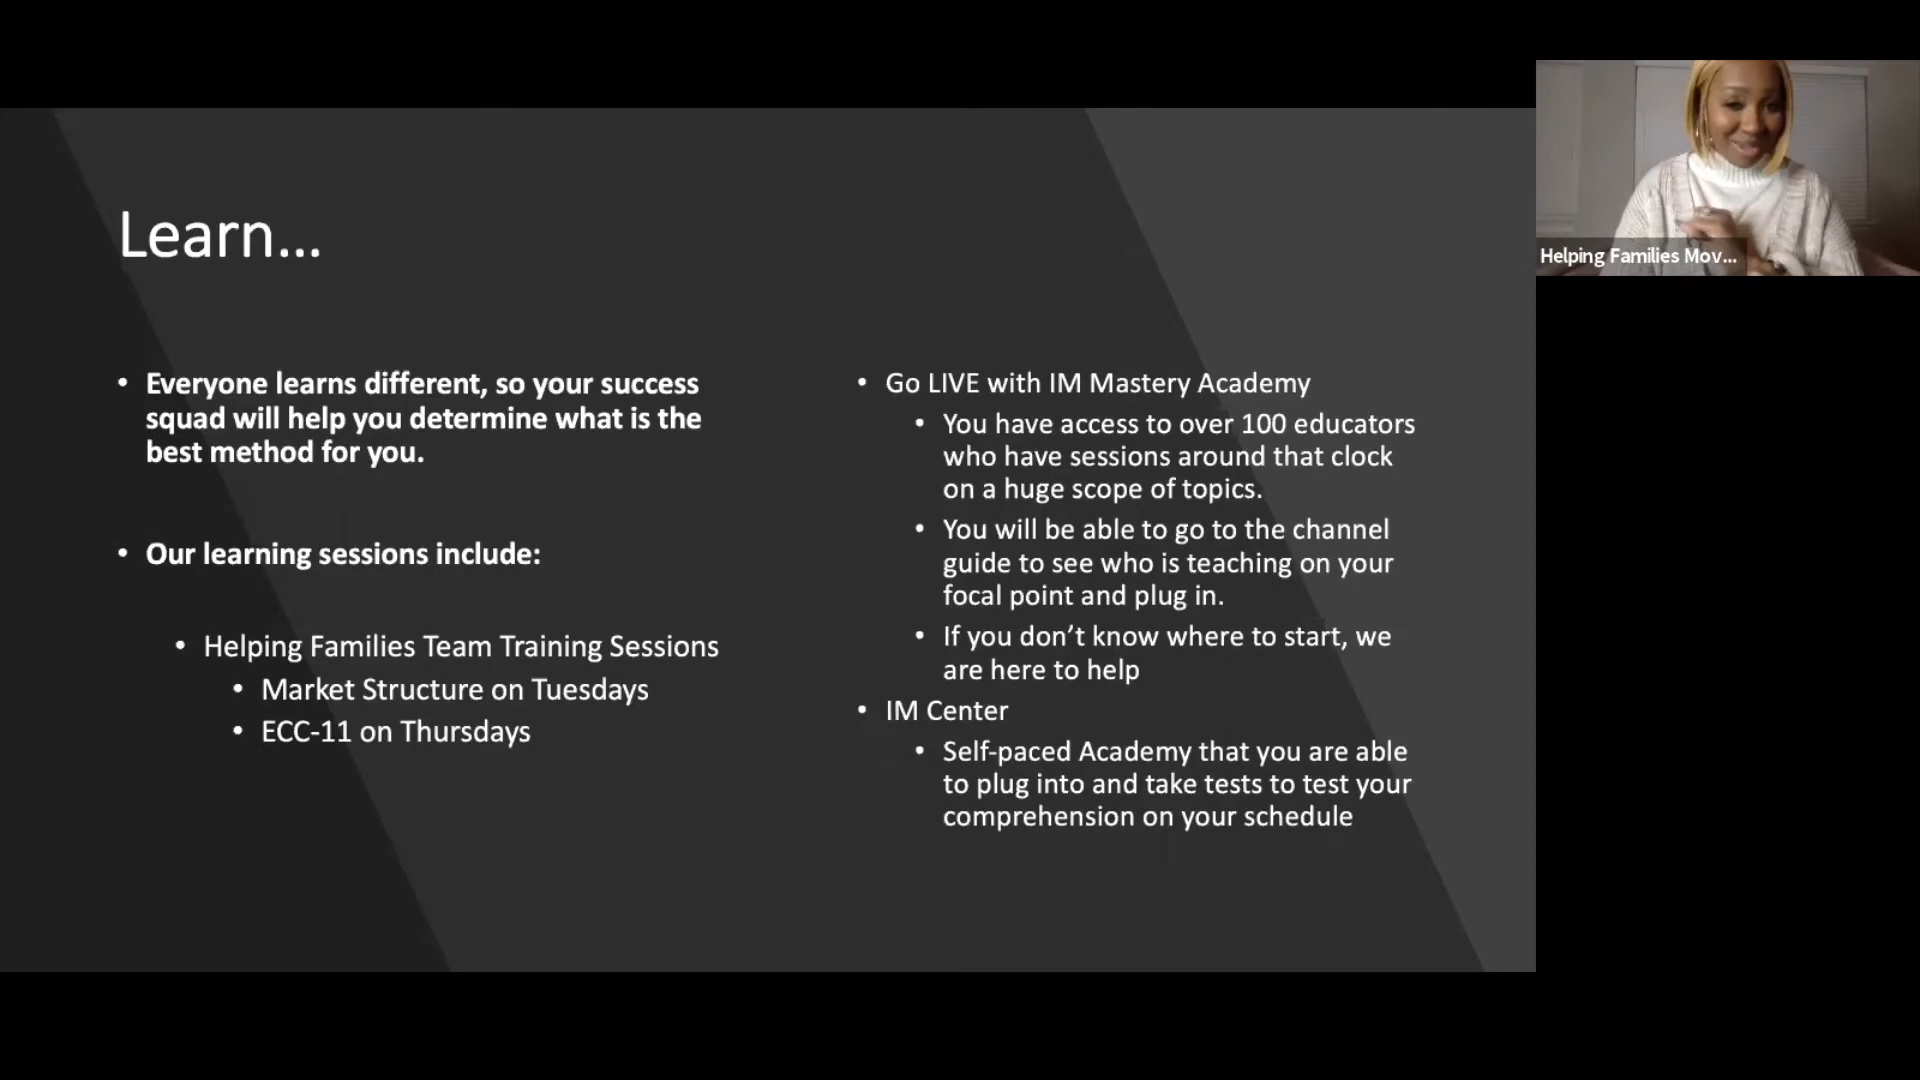 Learn...
• Everyone learns different, so your success
squad will help you determine what is the
best method for you.
• Our learning sessions include:
• Helping Families Team Training Sessions
• Market Structure on Tuesdays
• ECC-11 on Thursdays
• Go LIVE with IM Mastery Academy
• You have access to over 100 educators
who have sessions around that clock
on a huge scope of topics.
• You will be able to go to the channel
guide to see who is teaching on your
focal point and plug in.
• If you don’t know where to start, we
are here to help
• IM Center
• Self-paced Academy that you are able
to plug into and take tests to test your
comprehension on your schedule
Helping Families Mov...